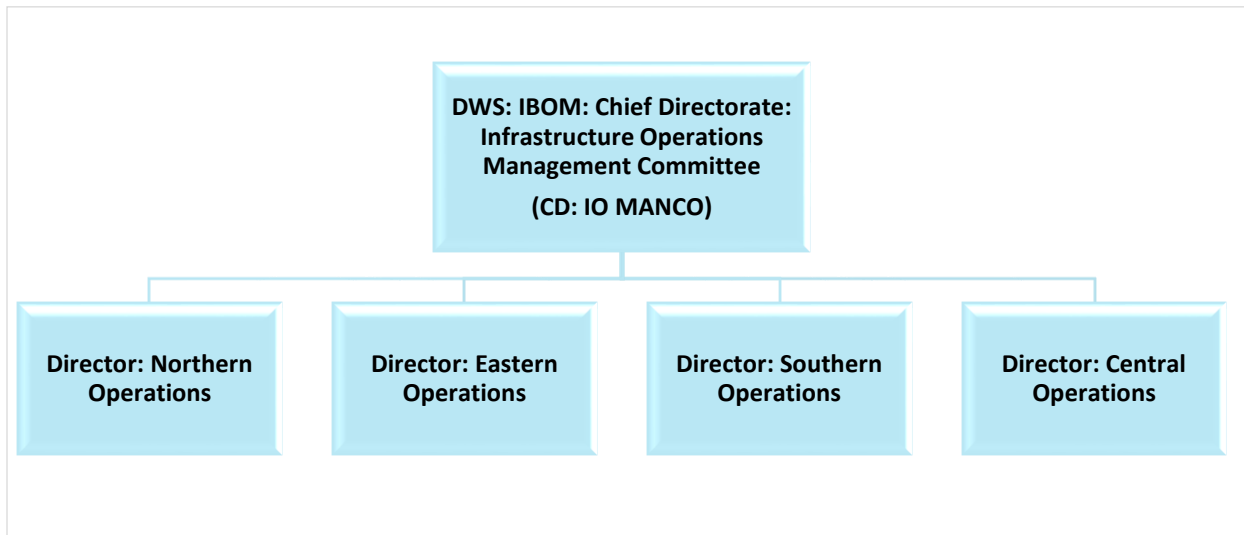 DWS: IBOM: Chief Directorate:
Infrastructure Operations
Management Committee
(CD: IO MANCO)
Director: Northern
Operations
Director: Eastern
Operations
Director: Southern
Operations
Director: Central
Operations